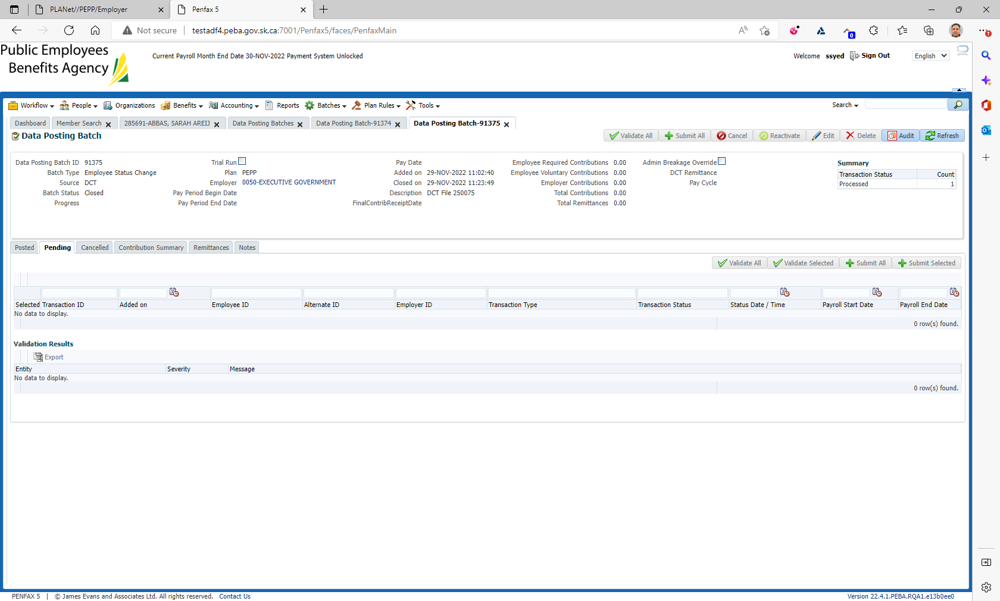 PLANet//PEPP/Employer
Penfax 5
Not secure
testadf4.peba.gov.sk.ca:7001/Penfax5/faces/PenfaxMain
0
Public Employees
Benefits Agency
Current Payroll Month End Date 30-NOV-2022 Payment System Unlocked
Welcome ssyed Sign Out
English
Workflow People Organizations Benefits Accounting Reports Batches Plan Rules Tools
Search
Dashboard Member Search 285691-ABBAS, SARAH AREIJ Data Posting Batches Data Posting Batch-91374 Data Posting Batch-91375
Data Posting Batch
Validate All Submit All Cancel Reactivate Edit Delete Audit Refresh
Data Posting Batch ID 91375
Batch Type Employee Status Change
Source DCT
Batch Status Closed
Progress
Trial Run
Plan PEPP
Employer 0050-EXECUTIVE GOVERNMENT
Pay Period Begin Date
Pay Period End Date
Pay Date
Added on 29-NOV-2022 11:02:40
Closed on 29-NOV-2022 11:23:49
Description DCT File 250075
FinalContribReceiptDate
Employee Required Contributions 0.00
Employee Voluntary Contributions 0.00
Employer Contributions 0.00
Total Contributions 0.00
Total Remittances 0.00
Admin Breakage Override
DCT Remittance
Pay Cycle
Summary
Transaction Status Count
Processed 1
Posted Pending Cancelled Contribution Summary Remittances Notes
Validate All Validate Selected Submit All Submit Selected
Selected Transaction ID Added on Employee ID Alternate ID Employer ID Transaction Type Transaction Status Status Date / Time Payroll Start Date Payroll End Date
No data to display.
0 row(s) found.
Validation Results
Export
Entity Severity Message
No data to display.
0 row(s) found.
PENFAX 5 | © James Evans and Associates Ltd. All rights reserved. Contact Us
Version 22.4.1.PEBA.RQA1.e13b0ee0